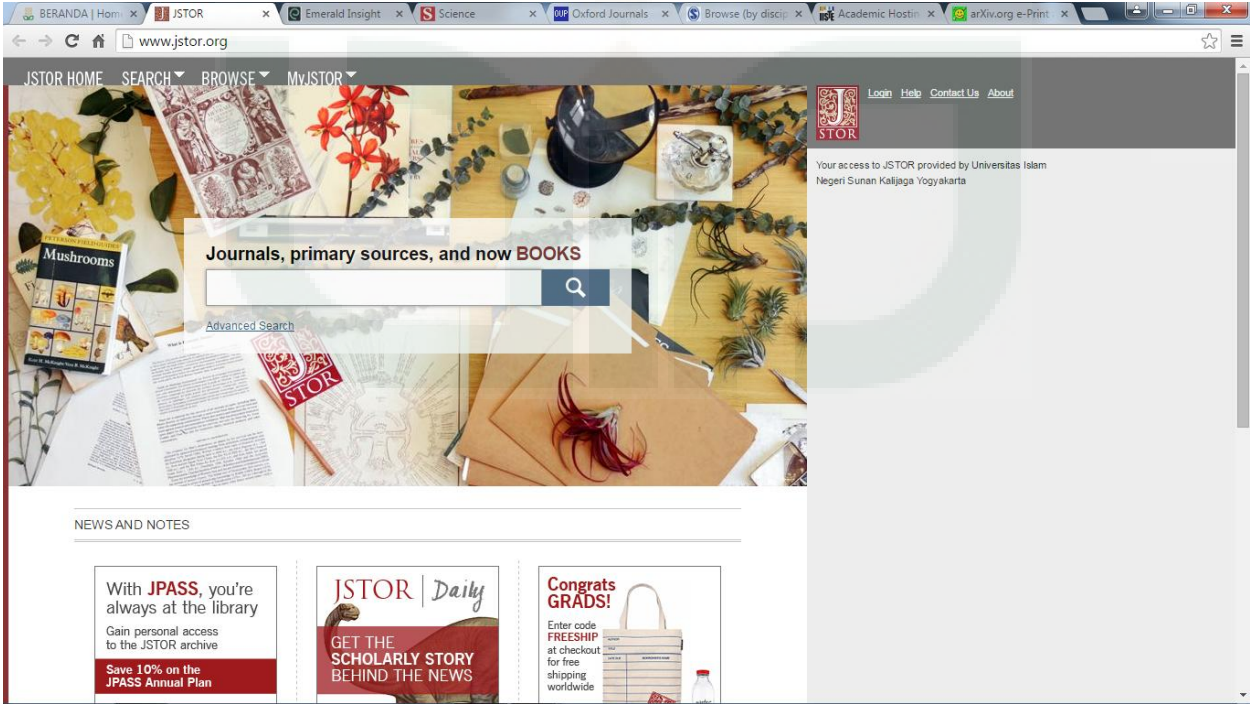 BERANDA | Hom
JSTOR
Emerald Insight
Science
OUP Oxford Journals
Browse (by discip
Academic Hostin
arXiv.org e-Print
www.jstor.org
JSTOR HOME SEARCH BROWSE MyJSTOR
JSTOR
Login Help Contact Us About
Your access to JSTOR provided by Universitas Islam
Negeri Sunan Kalijaga Yogyakarta
PETERSON FIELD GUIDES
Mushrooms
Journals, primary sources, and now BOOKS
Advanced Search
JSTOR
NEWS AND NOTES
With JPASS, you're
always at the library
Gain personal access
to the JSTOR archive
Save 10% on the
JPASS Annual Plan
JSTOR | Daily
GET THE
SCHOLARLY STORY
BEHIND THE NEWS
Congrats
GRADS!
Enter code
FREESHIP
at checkout
for free
shipping
worldwide